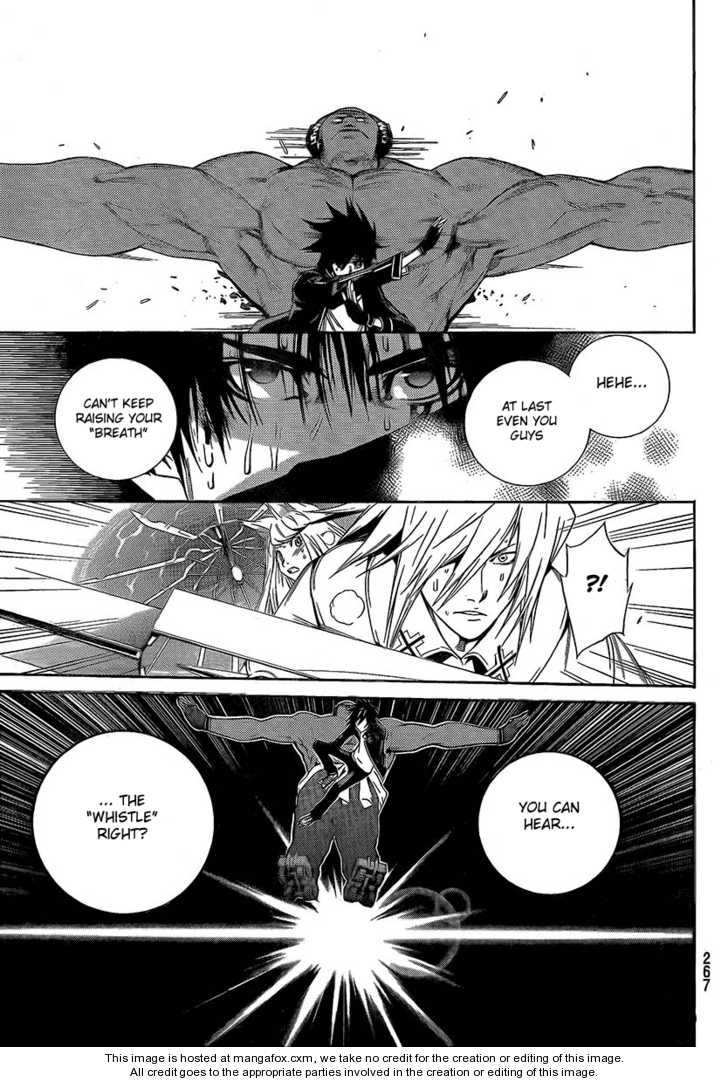 HEHE...
AT LAST
EVEN YOU
GUYS
CAN'T KEEP
RAISING YOUR
"BREATH"
?!
YOU CAN
HEAR...
... THE
"WHISTLE"
RIGHT?
267
This image is hosted at mangafox.cxm, we take no credit for the creation or editing of this image.
All credit goes to the appropriate parties involved in the creation or editing of this image.